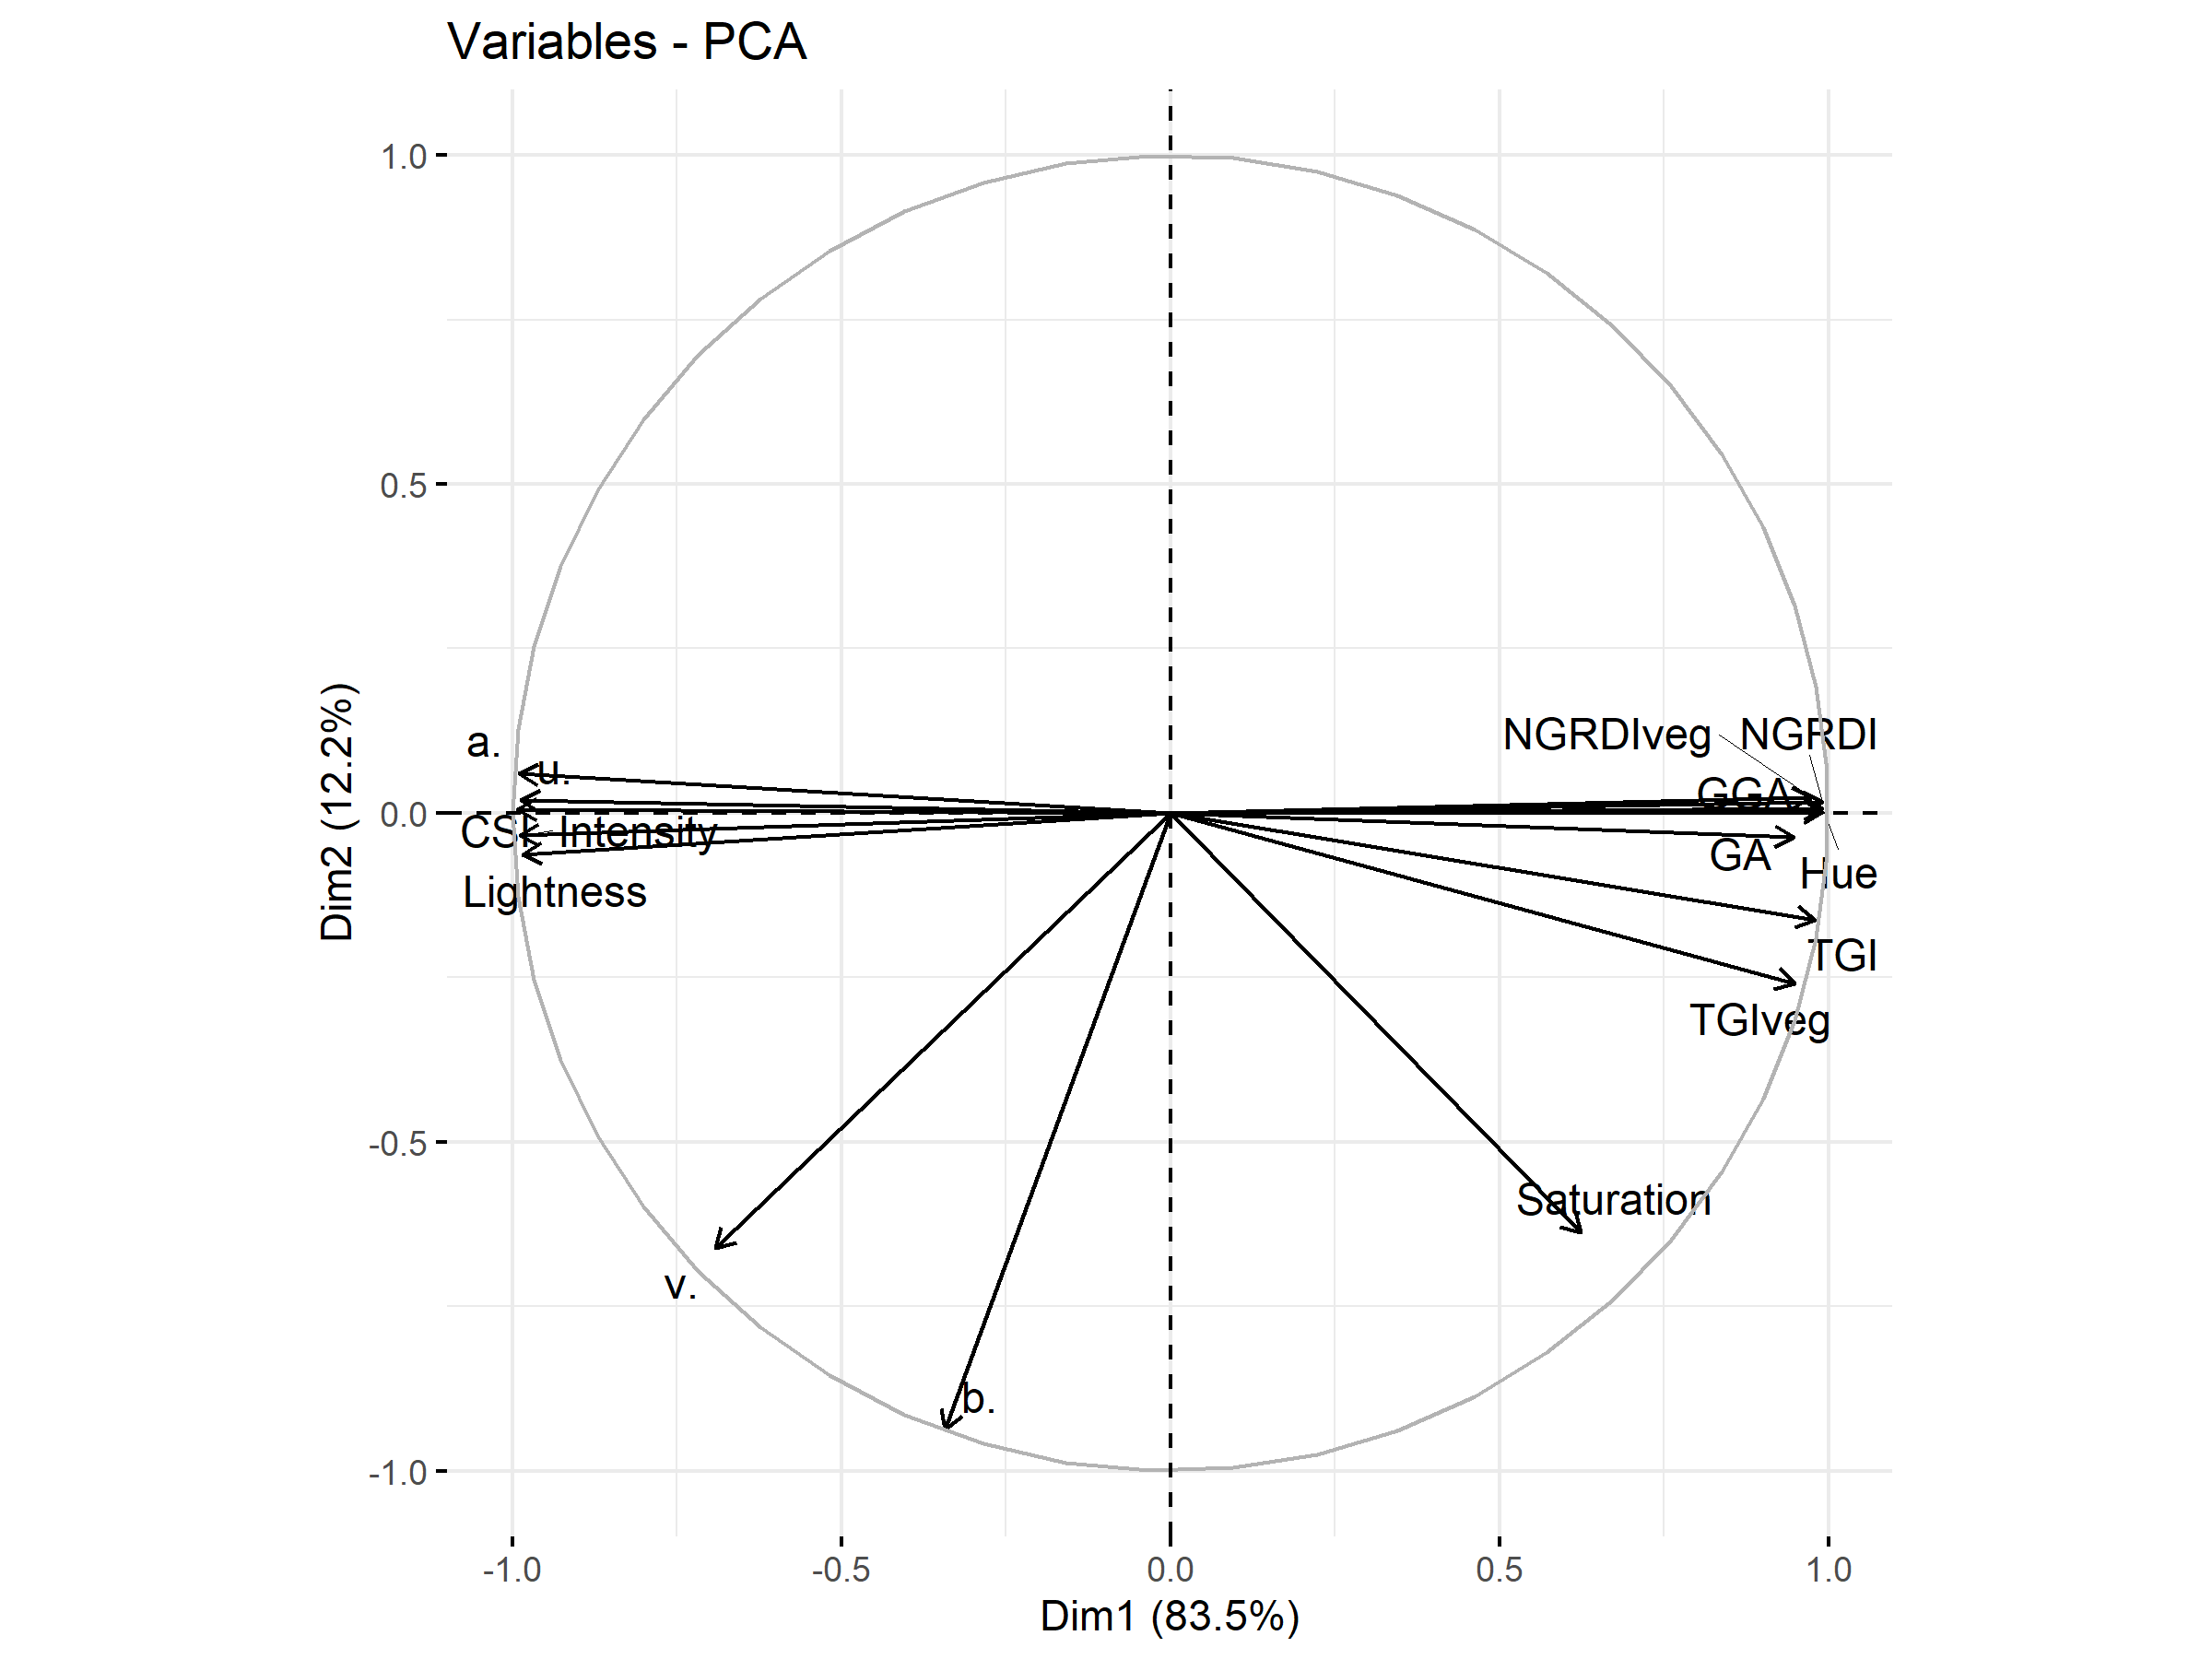 Variables - PCA
1.0
0.5
0.0
-0.5
-1.0
Dim2 (12.2%)
a.
u.
CSI
Intensity
Lightness
NGRDIveg
NGRDI
GGA
GA
Hue
TGI
TGIveg
Saturation
v.
b.
-1.0
-0.5
0.0
0.5
1.0
Dim1 (83.5%)